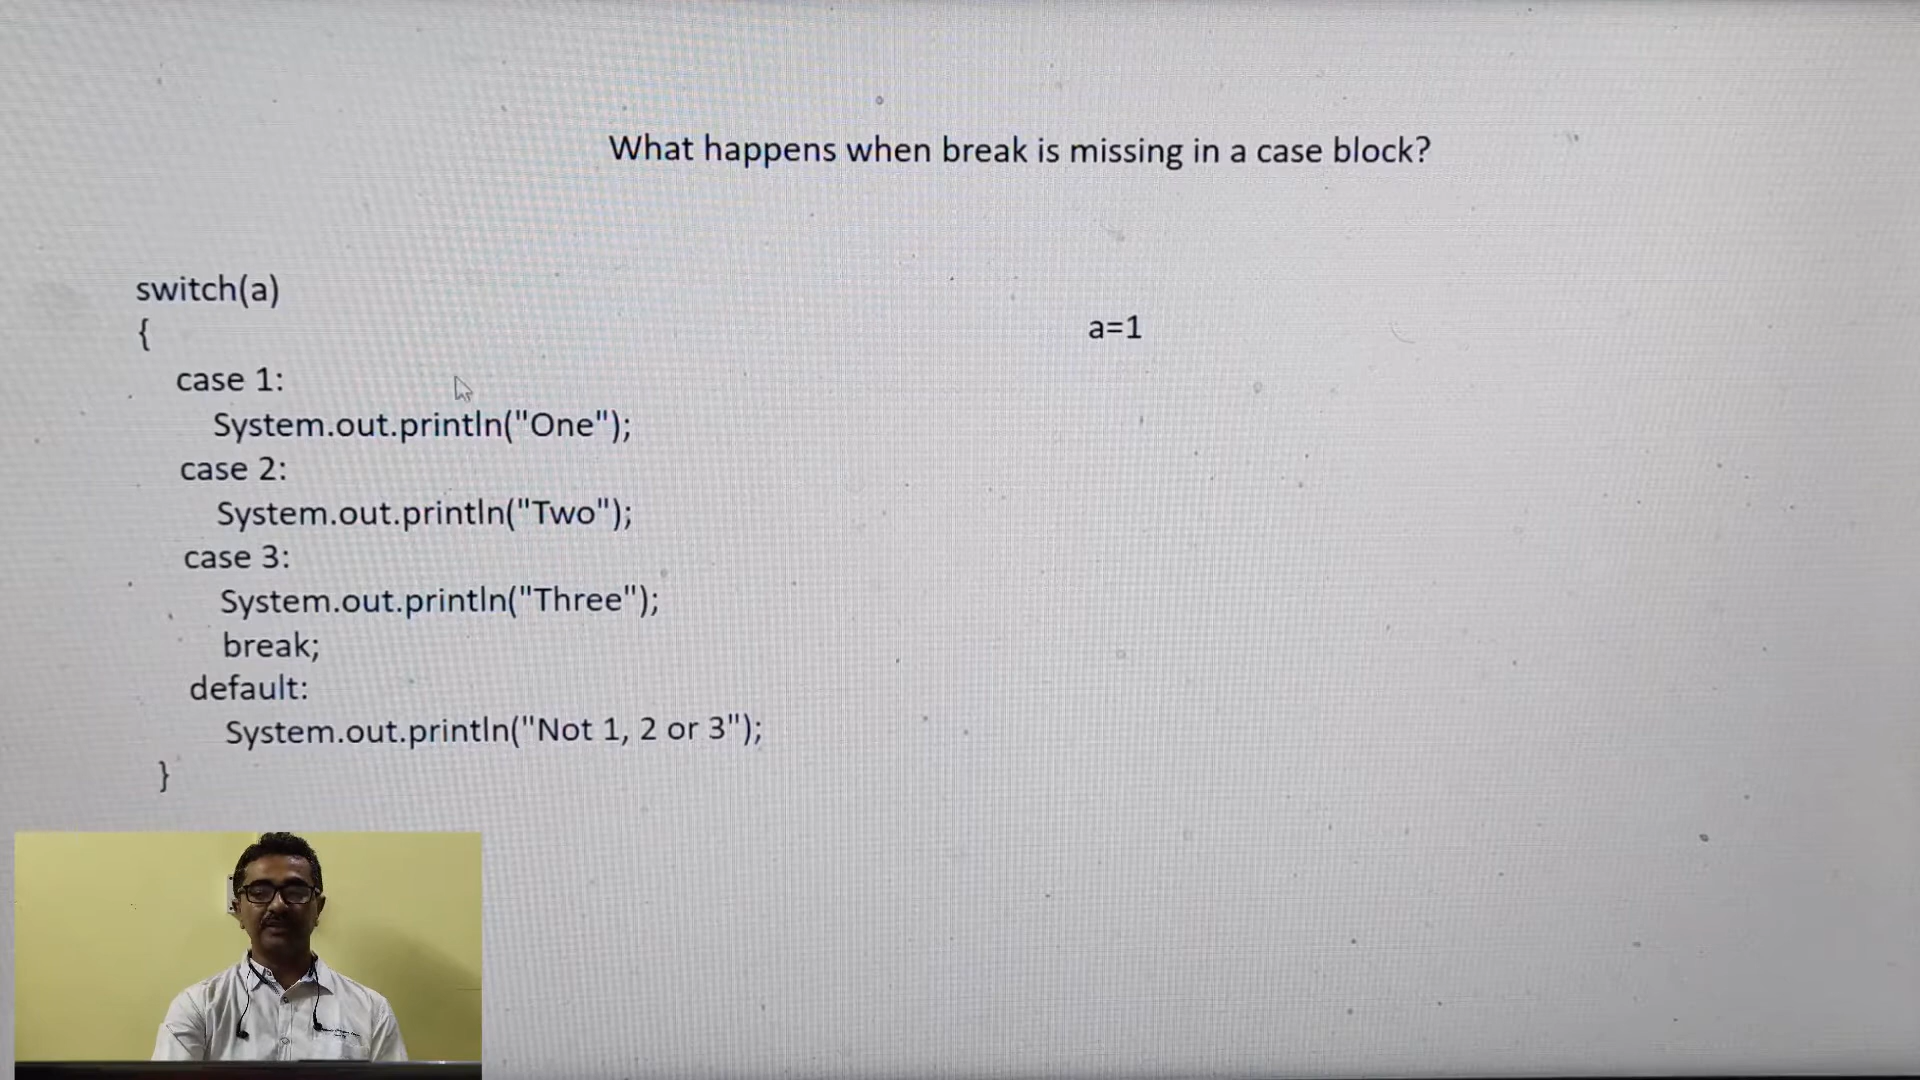 What happens when break is missing in a case block?
switch(a)
{
a=1
case 1:
System.out.println("One");
case 2:
System.out.println("Two");
case 3:
System.out.println("Three");
break;
default:
System.out.println("Not 1, 2 or 3");
}